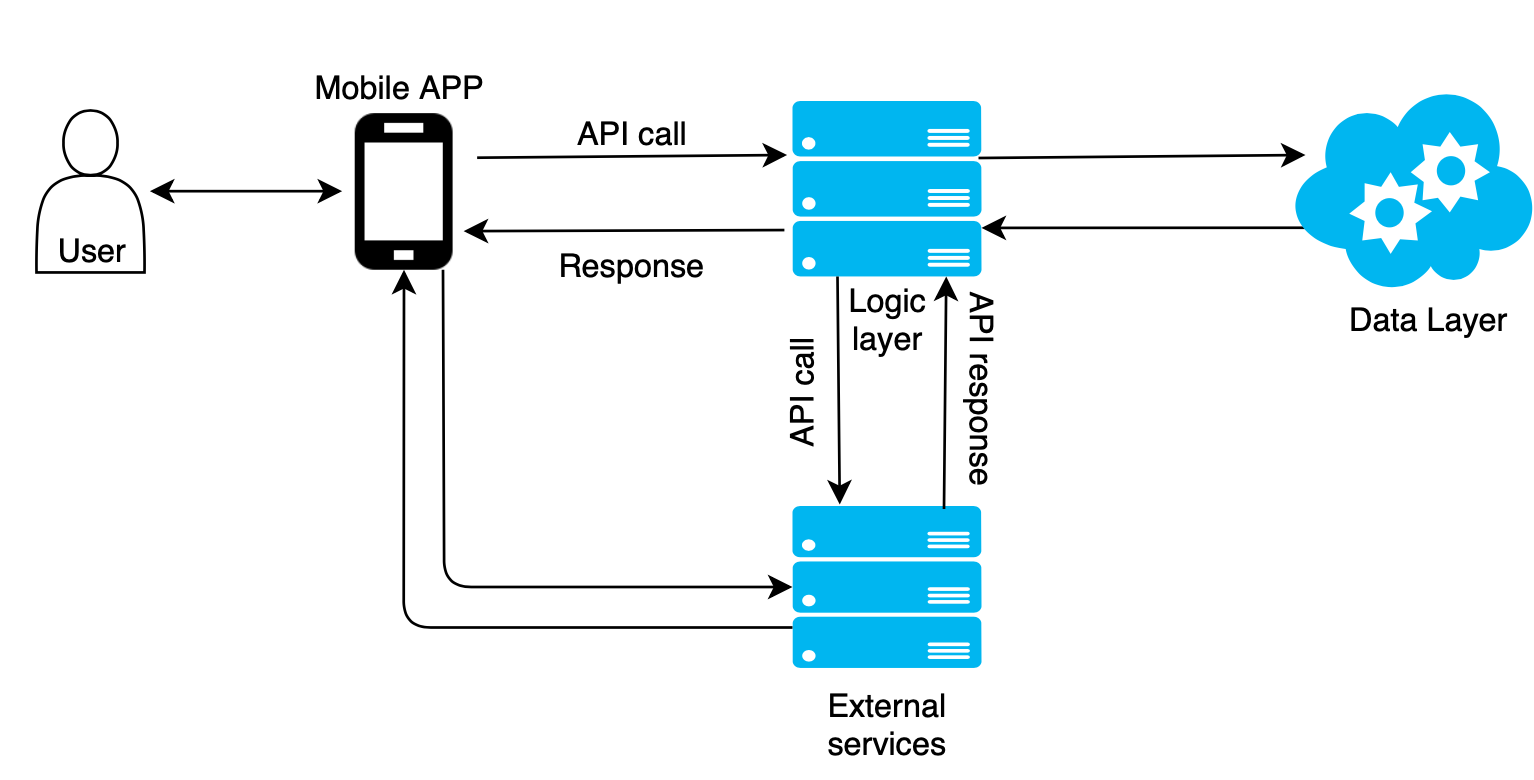 Mobile APP
API call
User
Response
Logic
layer
API call
API response
Data Layer
External
services